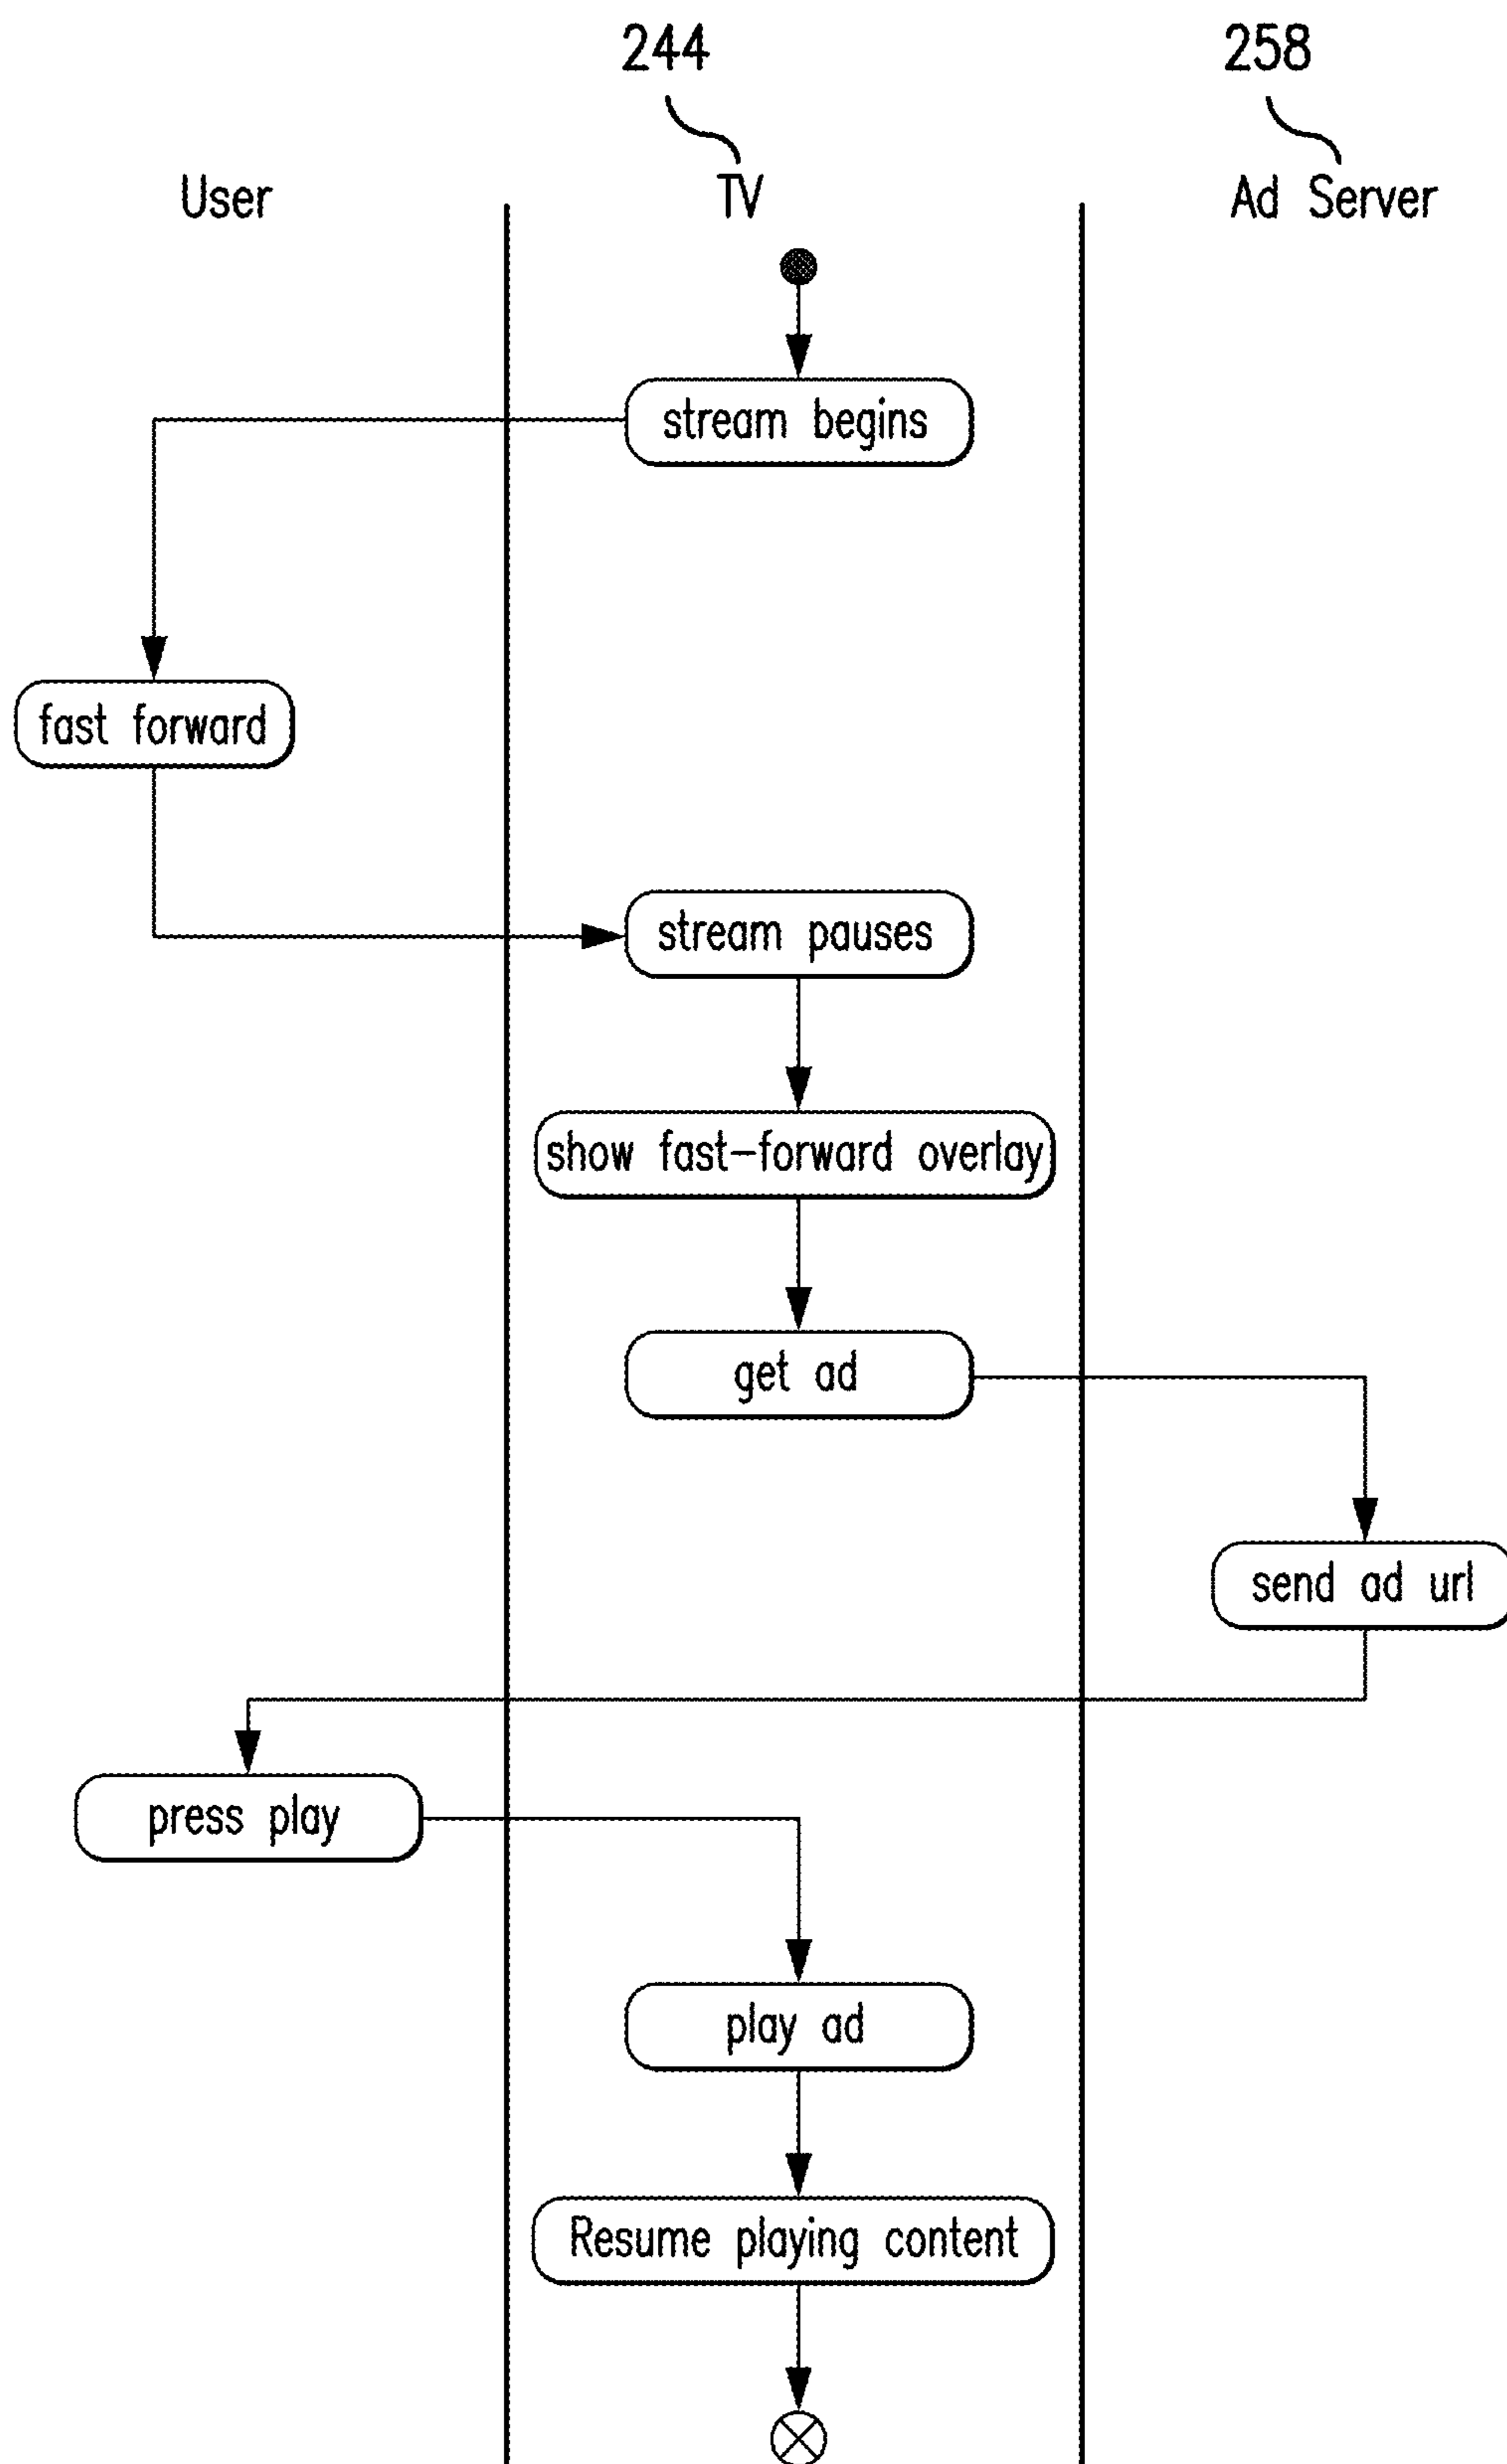 244
258
User
TV
Ad Server
stream begins
fast forward
stream pauses
show fast-forward overlay
get ad
send ad url
press play
play ad
Resume playing content